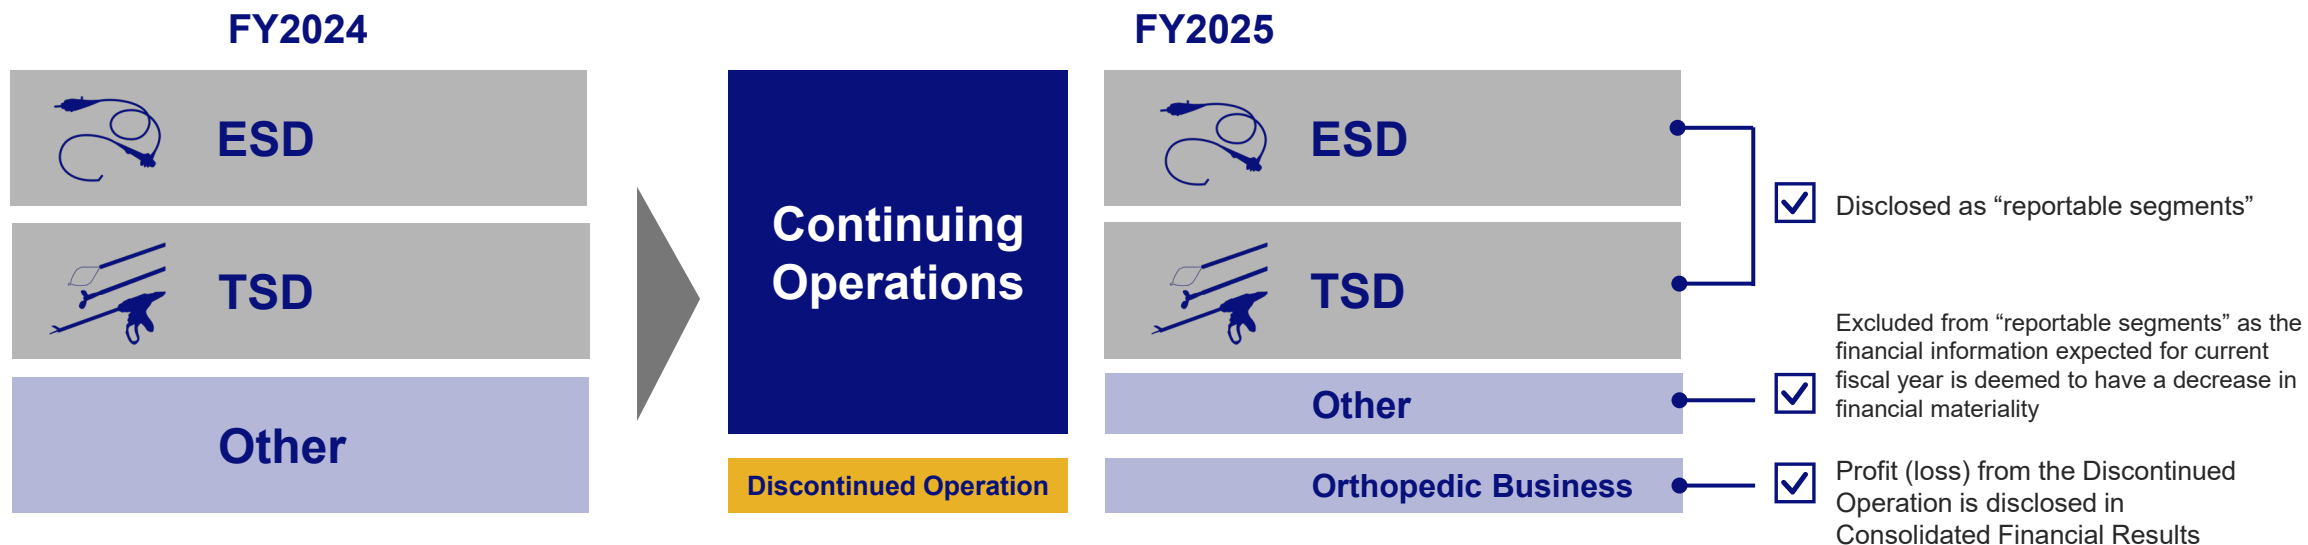 FY2024
ESD
TSD
Other
Continuing
Operations
Discontinued Operation
FY2025
ESD
TSD
Other
Orthopedic Business
Disclosed as “reportable segments”
Excluded from “reportable segments” as the
financial information expected for current
fiscal year is deemed to have a decrease in
financial materiality
Profit (loss) from the Discontinued
Operation is disclosed in
Consolidated Financial Results